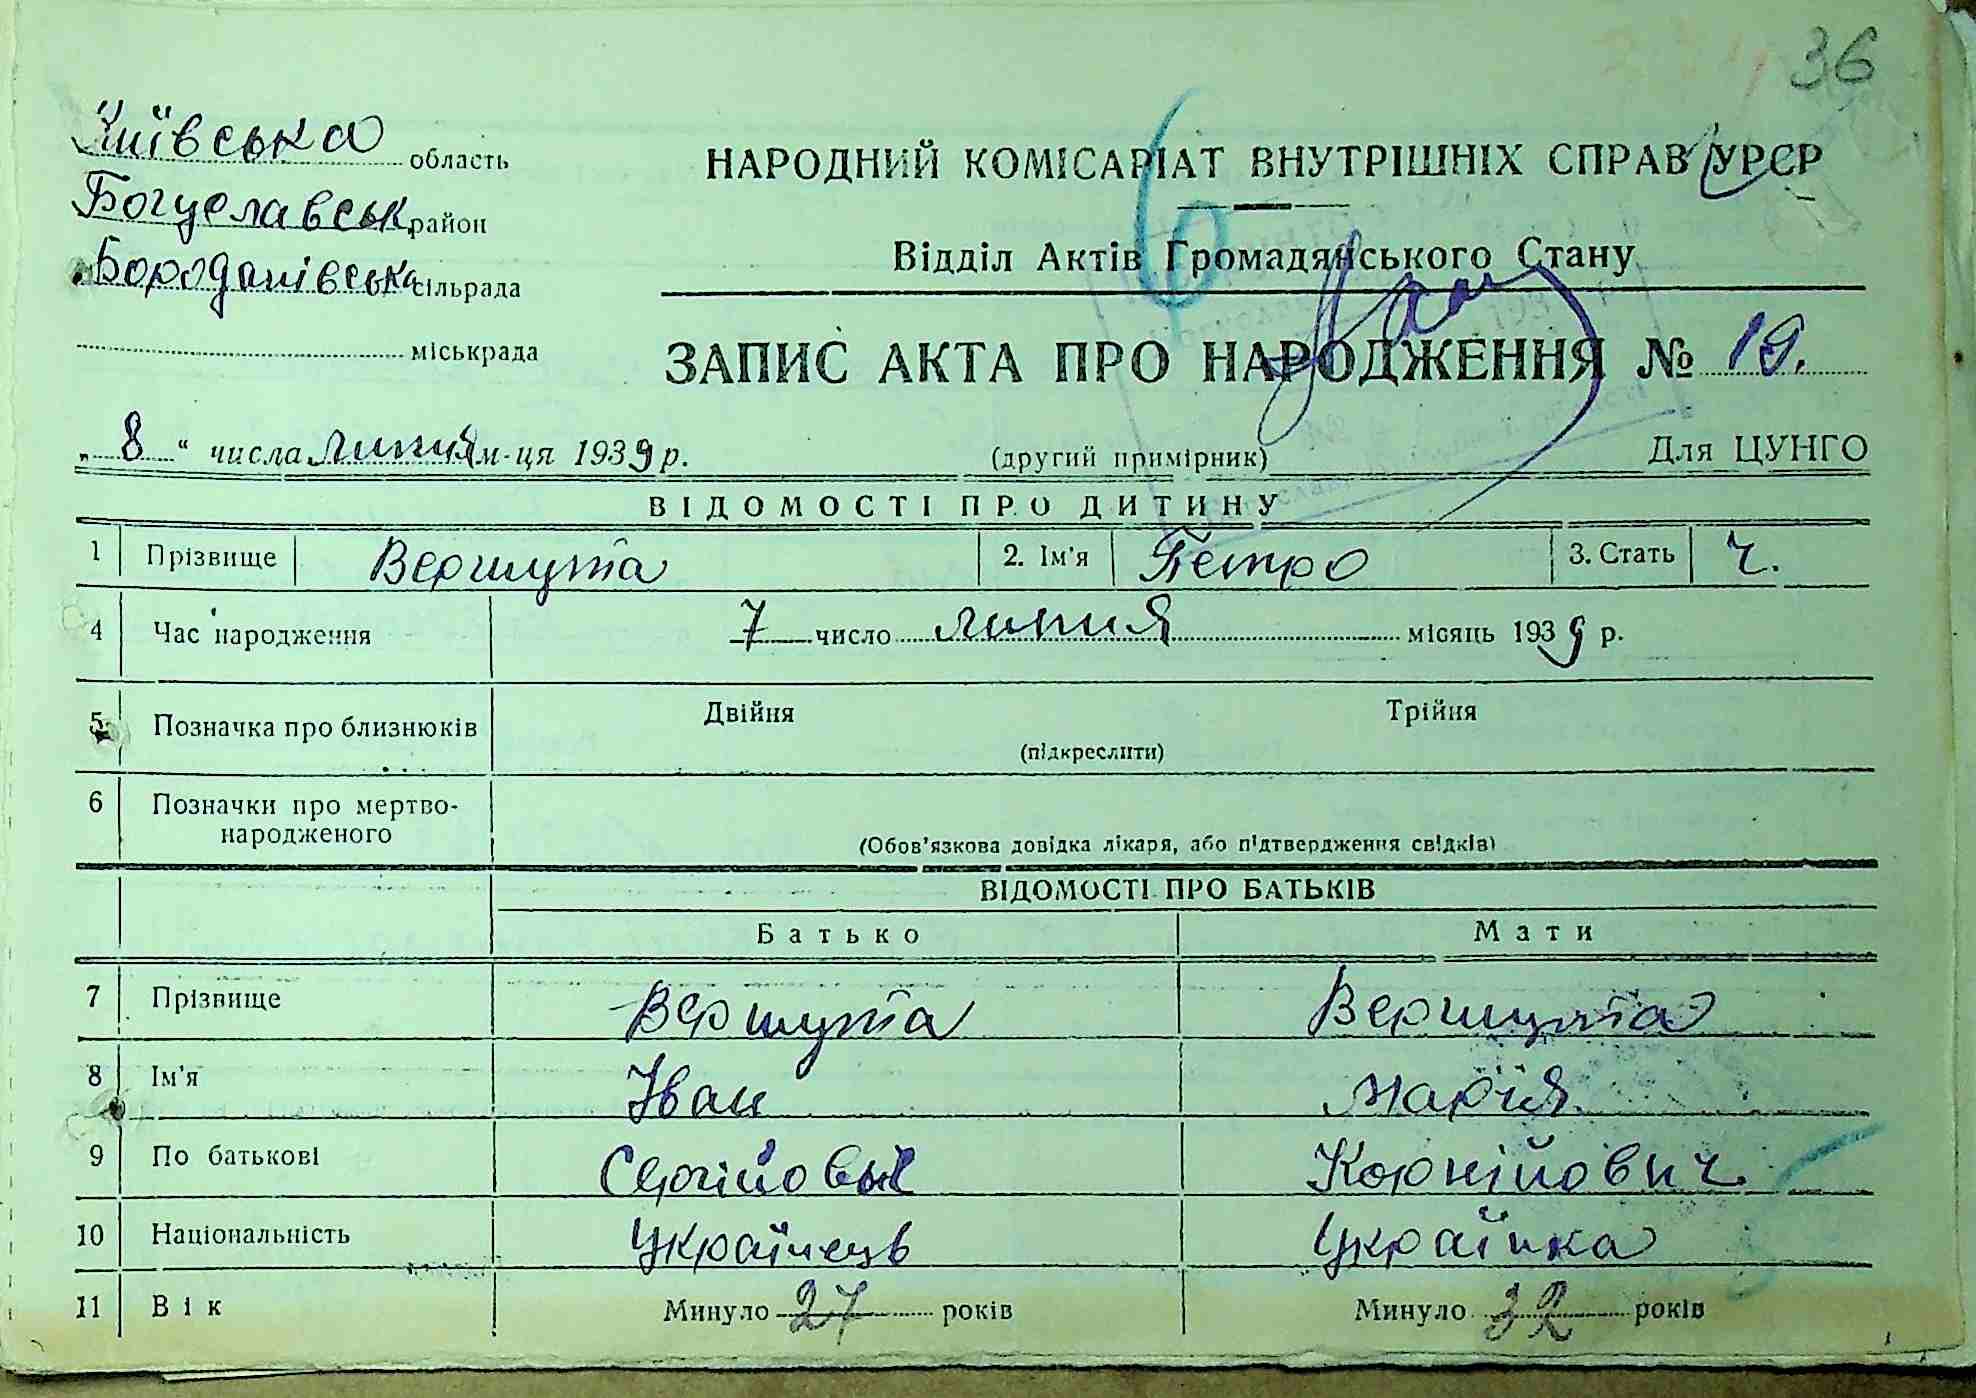 36
Київська область
Богуславськ район
Бороданівська сільрада
міськрада
НАРОДНИЙ КОМІСАРІАТ ВНУТРІШНІХ СПРАВ УРСР
Відділ Актів Громадянського Стану
ЗАПИС АКТА ПРО НАРОДЖЕННЯ № 19.
„8“ числа липня м-ця 1939 р.
(другий примірник)
Для ЦУНГО
ВІДОМОСТІ ПРО ДИТИНУ
1 Прізвище Вершута 2. Ім'я Петро 3. Стать Ч.
4 Час народження 7 число липня місяць 1939 р.
5 Позначка про близнюків Двійня Трійня
(підкреслити)
6 Позначки про мертво-
народженого
(Обов'язкова довідка лікаря, або підтвердження свідків)
ВІДОМОСТІ ПРО БАТЬКІВ
Батько Мати
7 Прізвище Вершута Вершута
8 Ім'я Іван Марія
9 По батькові Сергійович Корнійович
10 Національність Українець Українка
11 Вік Минуло 27 років Минуло 32 років